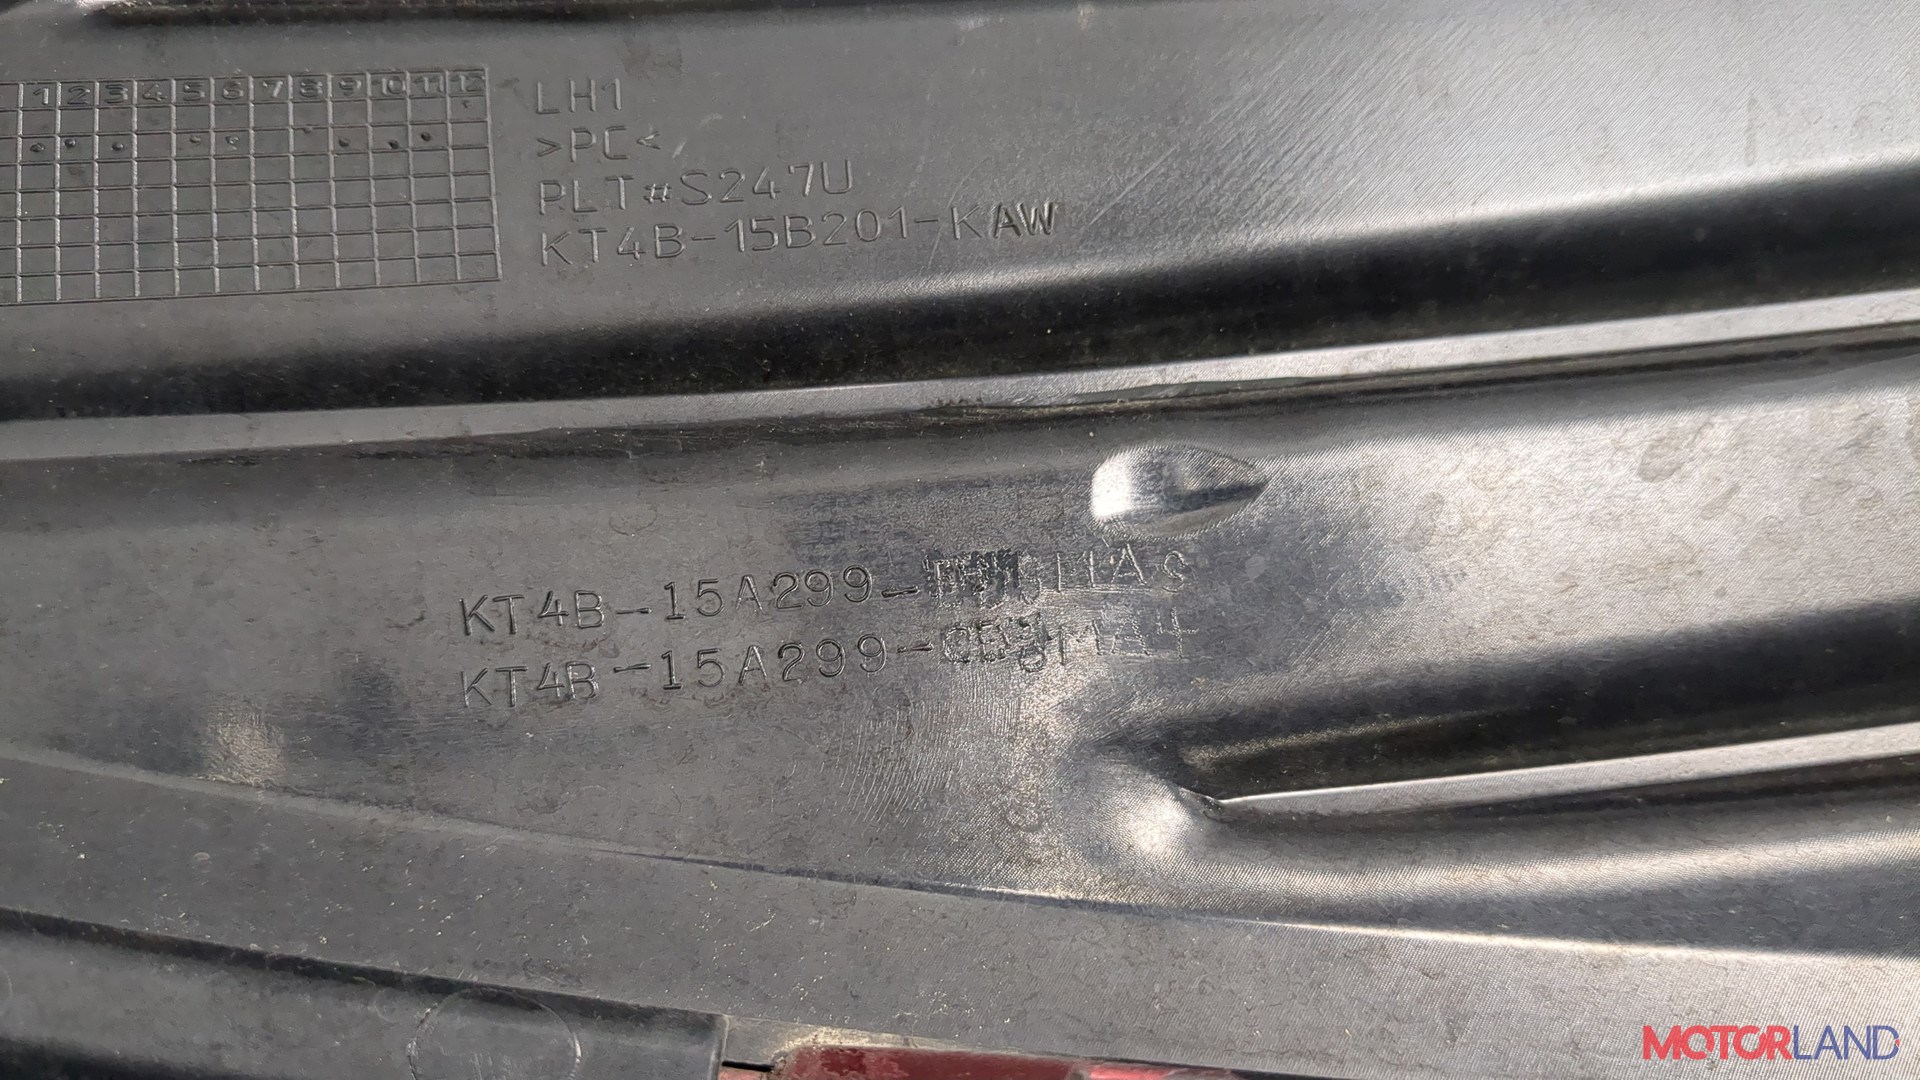 1 2 3 4 5 6 7 8 9 10 11 12
LH1
>PC<
PLT#S247U
KT4B-15B201-KAW
KT4B-15A299-
KT4B-15A299-
MOTORLAND